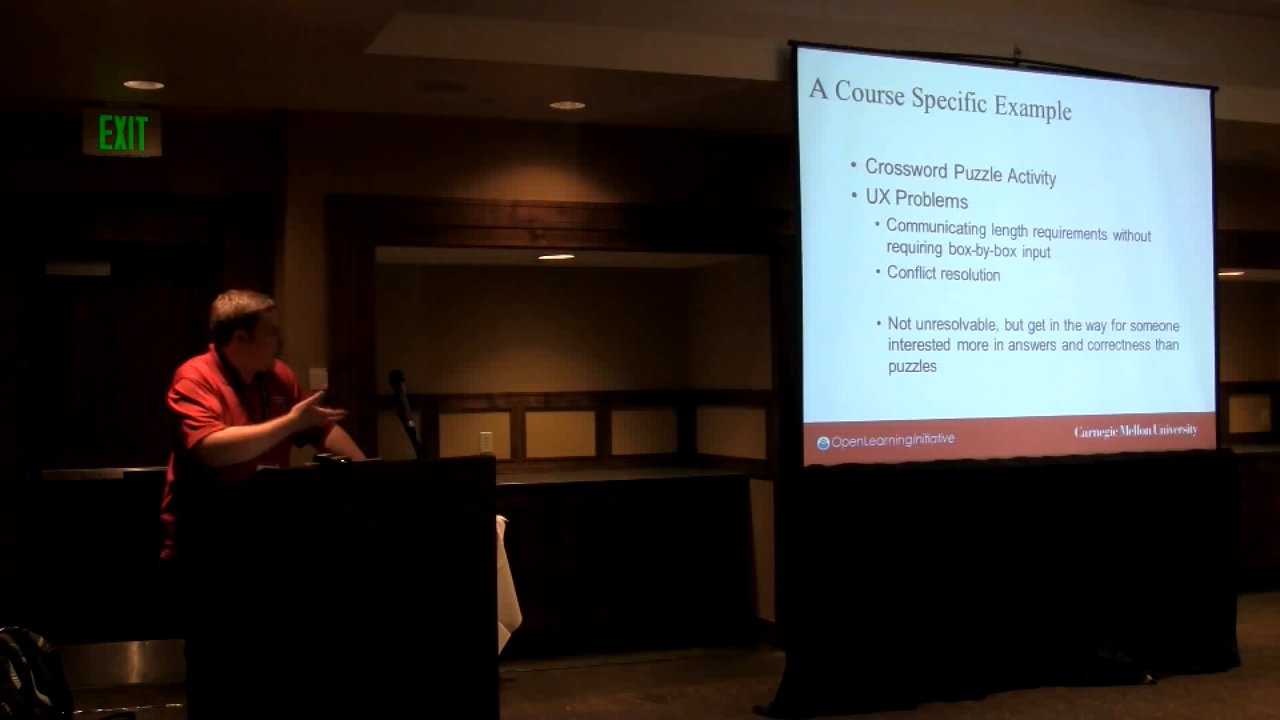 EXIT
A Course Specific Example
• Crossword Puzzle Activity
• UX Problems
• Communicating length requirements without
requiring box-by-box input
• Conflict resolution
• Not unresolvable, but get in the way for someone
interested more in answers and correctness than
puzzles
OpenLearningInitiative
Carnegie Mellon University